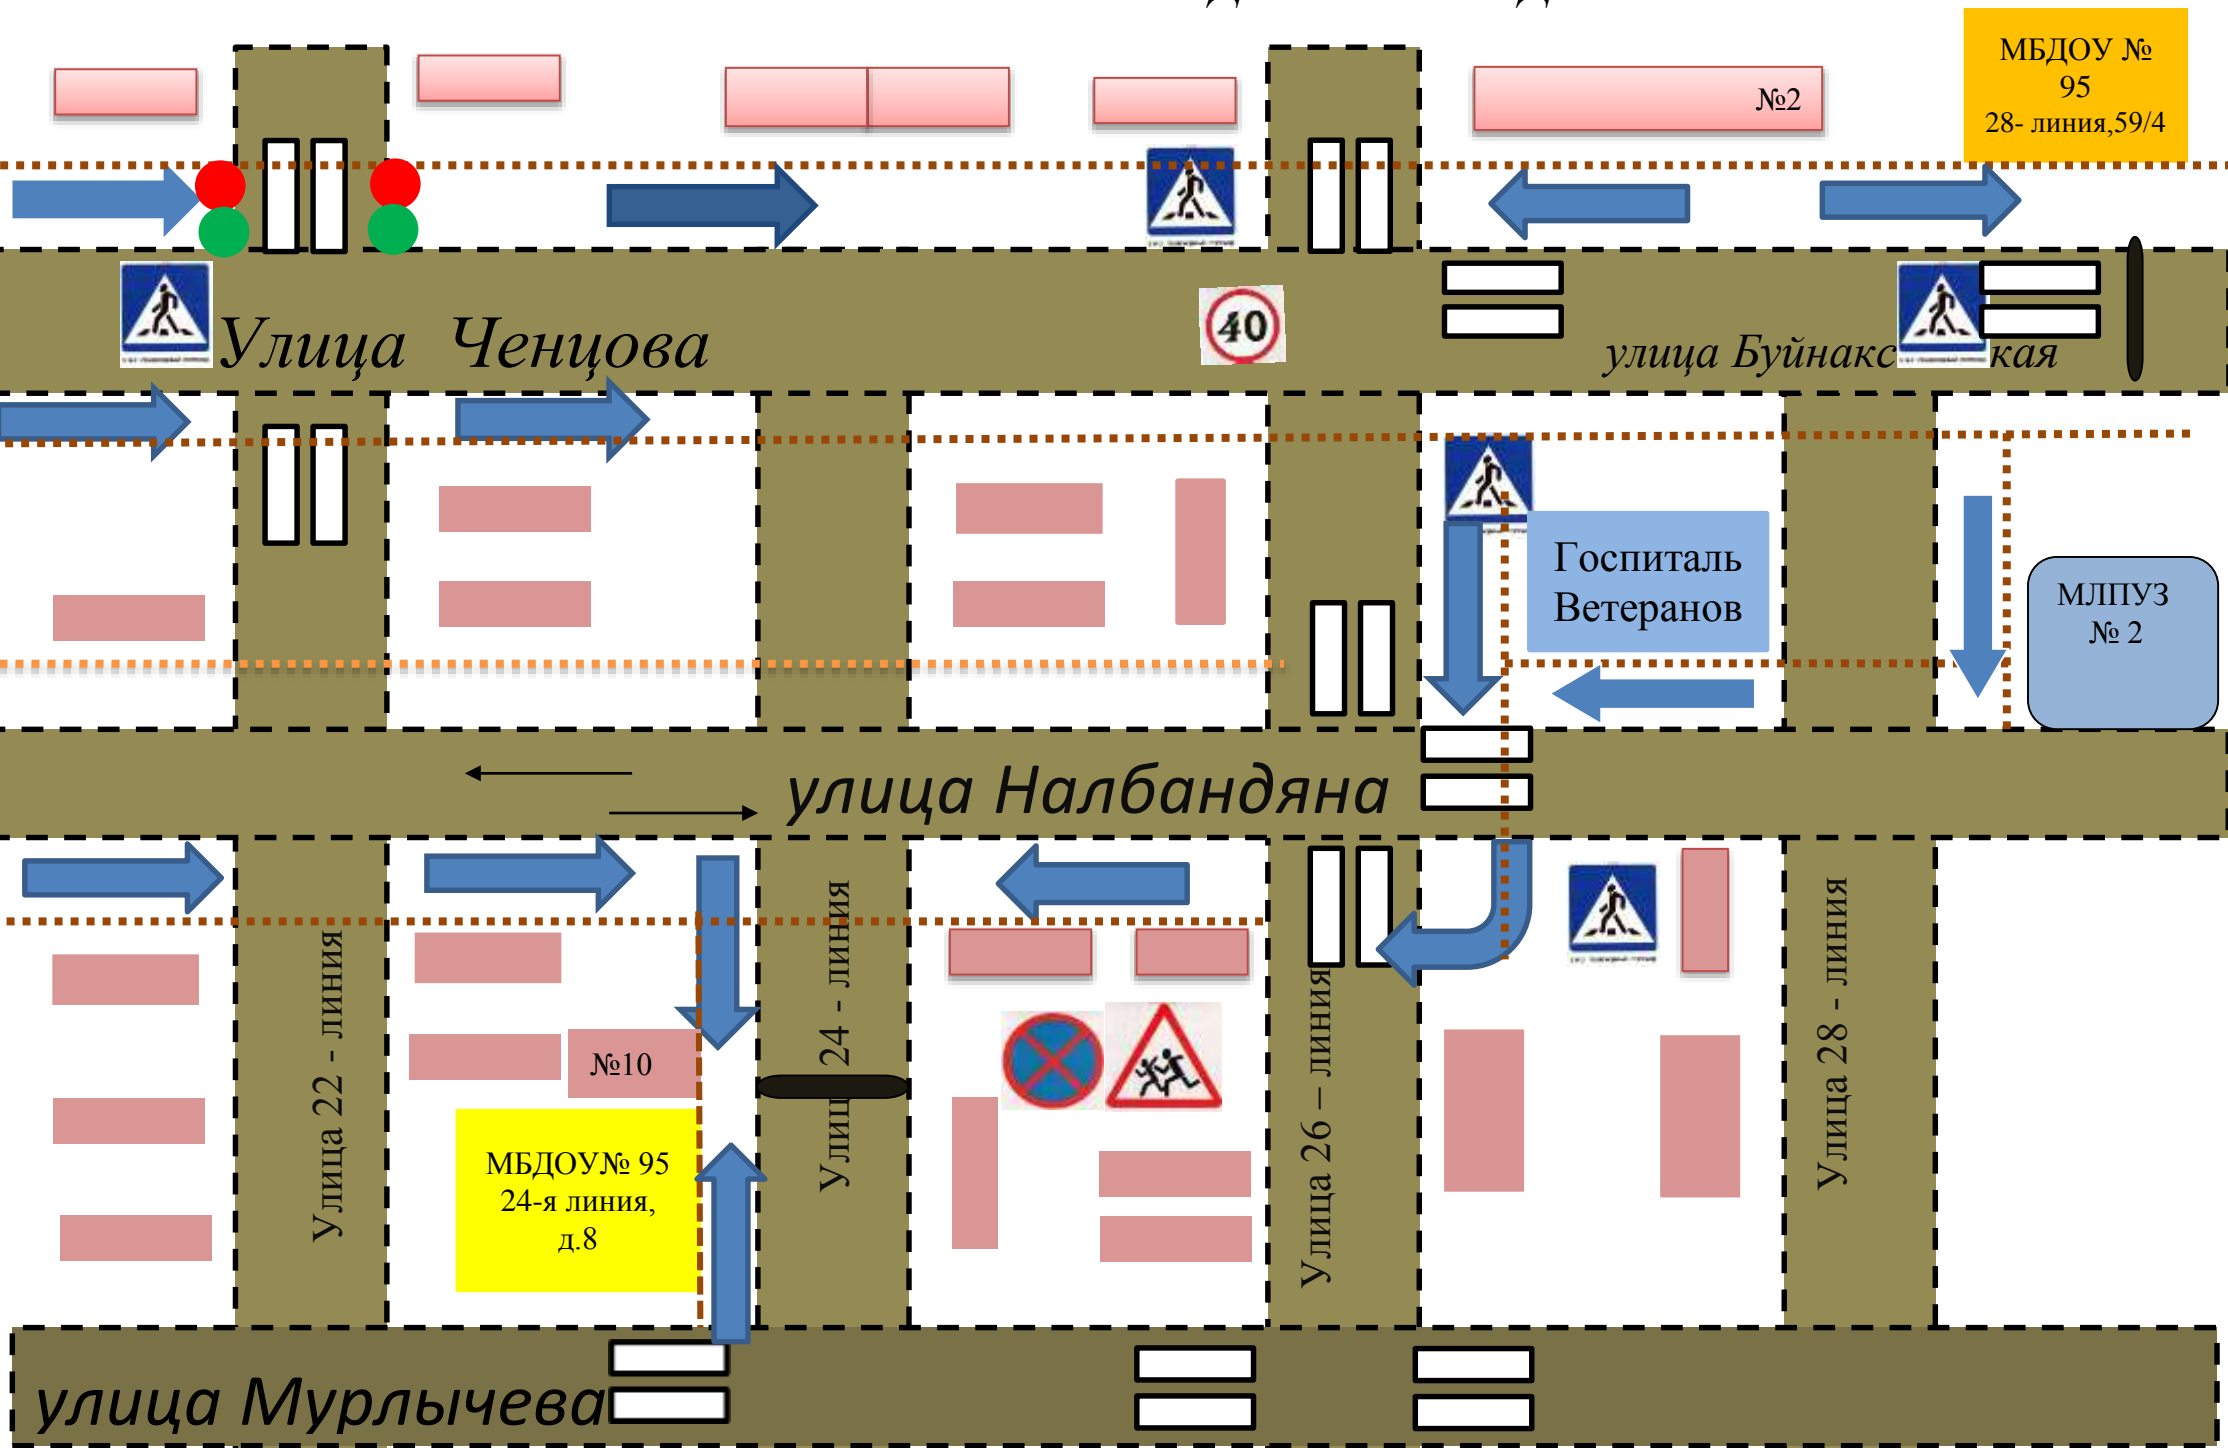 МБДОУ №
95
28- линия,59/4
№2
40
Улица Ченцова
улица Буйнакс кая
Госпиталь
Ветеранов
МЛПУЗ
№ 2
улица Налбандяна
Улица 22 - линия
24 - линия
Улица 26 – линия
Улица 28 - линия
№10
МБДОУ№ 95
24-я линия,
д.8
улица Мурлычева